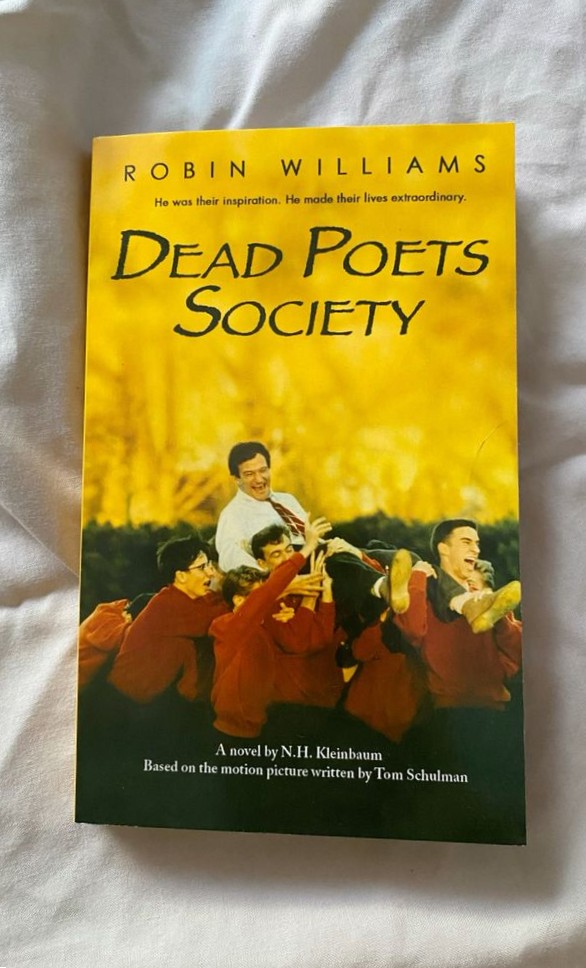 ROBIN WILLIAMS
He was their inspiration. He made their lives extraordinary.
DEAD POETS
SOCIETY
A novel by N.H. Kleinbaum
Based on the motion picture written by Tom Schulman